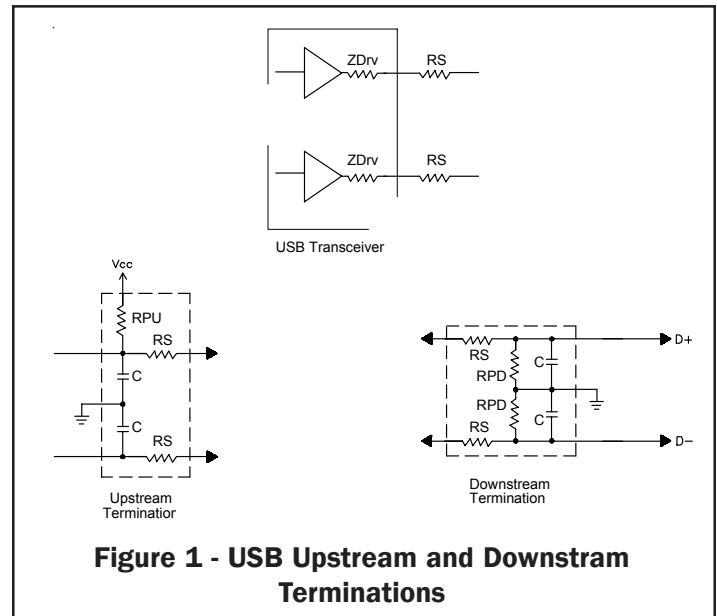 ZDrv RS
ZDrv RS
USB Transceiver
Vcc
RPU
RS
C
C
RS
Upstream
Terminatior
D+
RS
C
RPD
RPD
C
RS
D-
Downstream
Termination
Figure 1 - USB Upstream and Downstram
Terminations